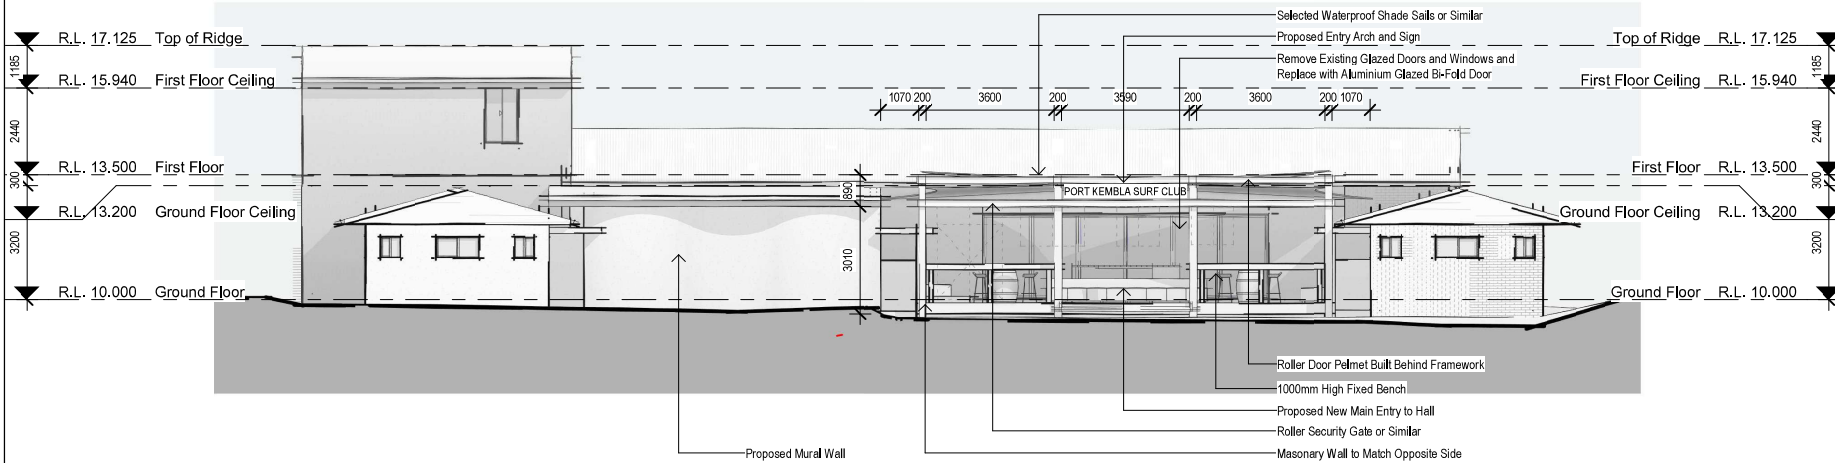 Selected Waterproof Shade Sails or Similar
R.L. 17.125 Top of Ridge
Proposed Entry Arch and Sign
Top of Ridge R.L. 17.125
1185
Remove Existing Glazed Doors and Windows and
Replace with Aluminium Glazed Bi-Fold Door
1185
R.L. 15.940 First Floor Ceiling
First Floor Ceiling R.L. 15.940
1070 200 3600 200 3590 200 3600 200 1070
2440
2440
R.L. 13.500 First Floor
First Floor R.L. 13.500
300
300
890
PORT KEMBLA SURF CLUB
R.L. 13.200 Ground Floor Ceiling
Ground Floor Ceiling R.L. 13.200
3200
3010
3200
R.L. 10.000 Ground Floor
Ground Floor R.L. 10.000
Roller Door Pelmet Built Behind Framework
1000mm High Fixed Bench
Proposed New Main Entry to Hall
Roller Security Gate or Similar
Proposed Mural Wall
Masonary Wall to Match Opposite Side